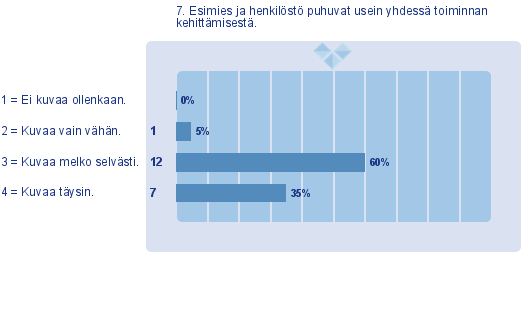 7. Esimies ja henkilöstö puhuvat usein yhdessä toiminnan
kehittämisestä.
1 = Ei kuvaa ollenkaan. 0%
2 = Kuvaa vain vähän. 1 5%
3 = Kuvaa melko selvästi. 12 60%
4 = Kuvaa täysin. 7 35%